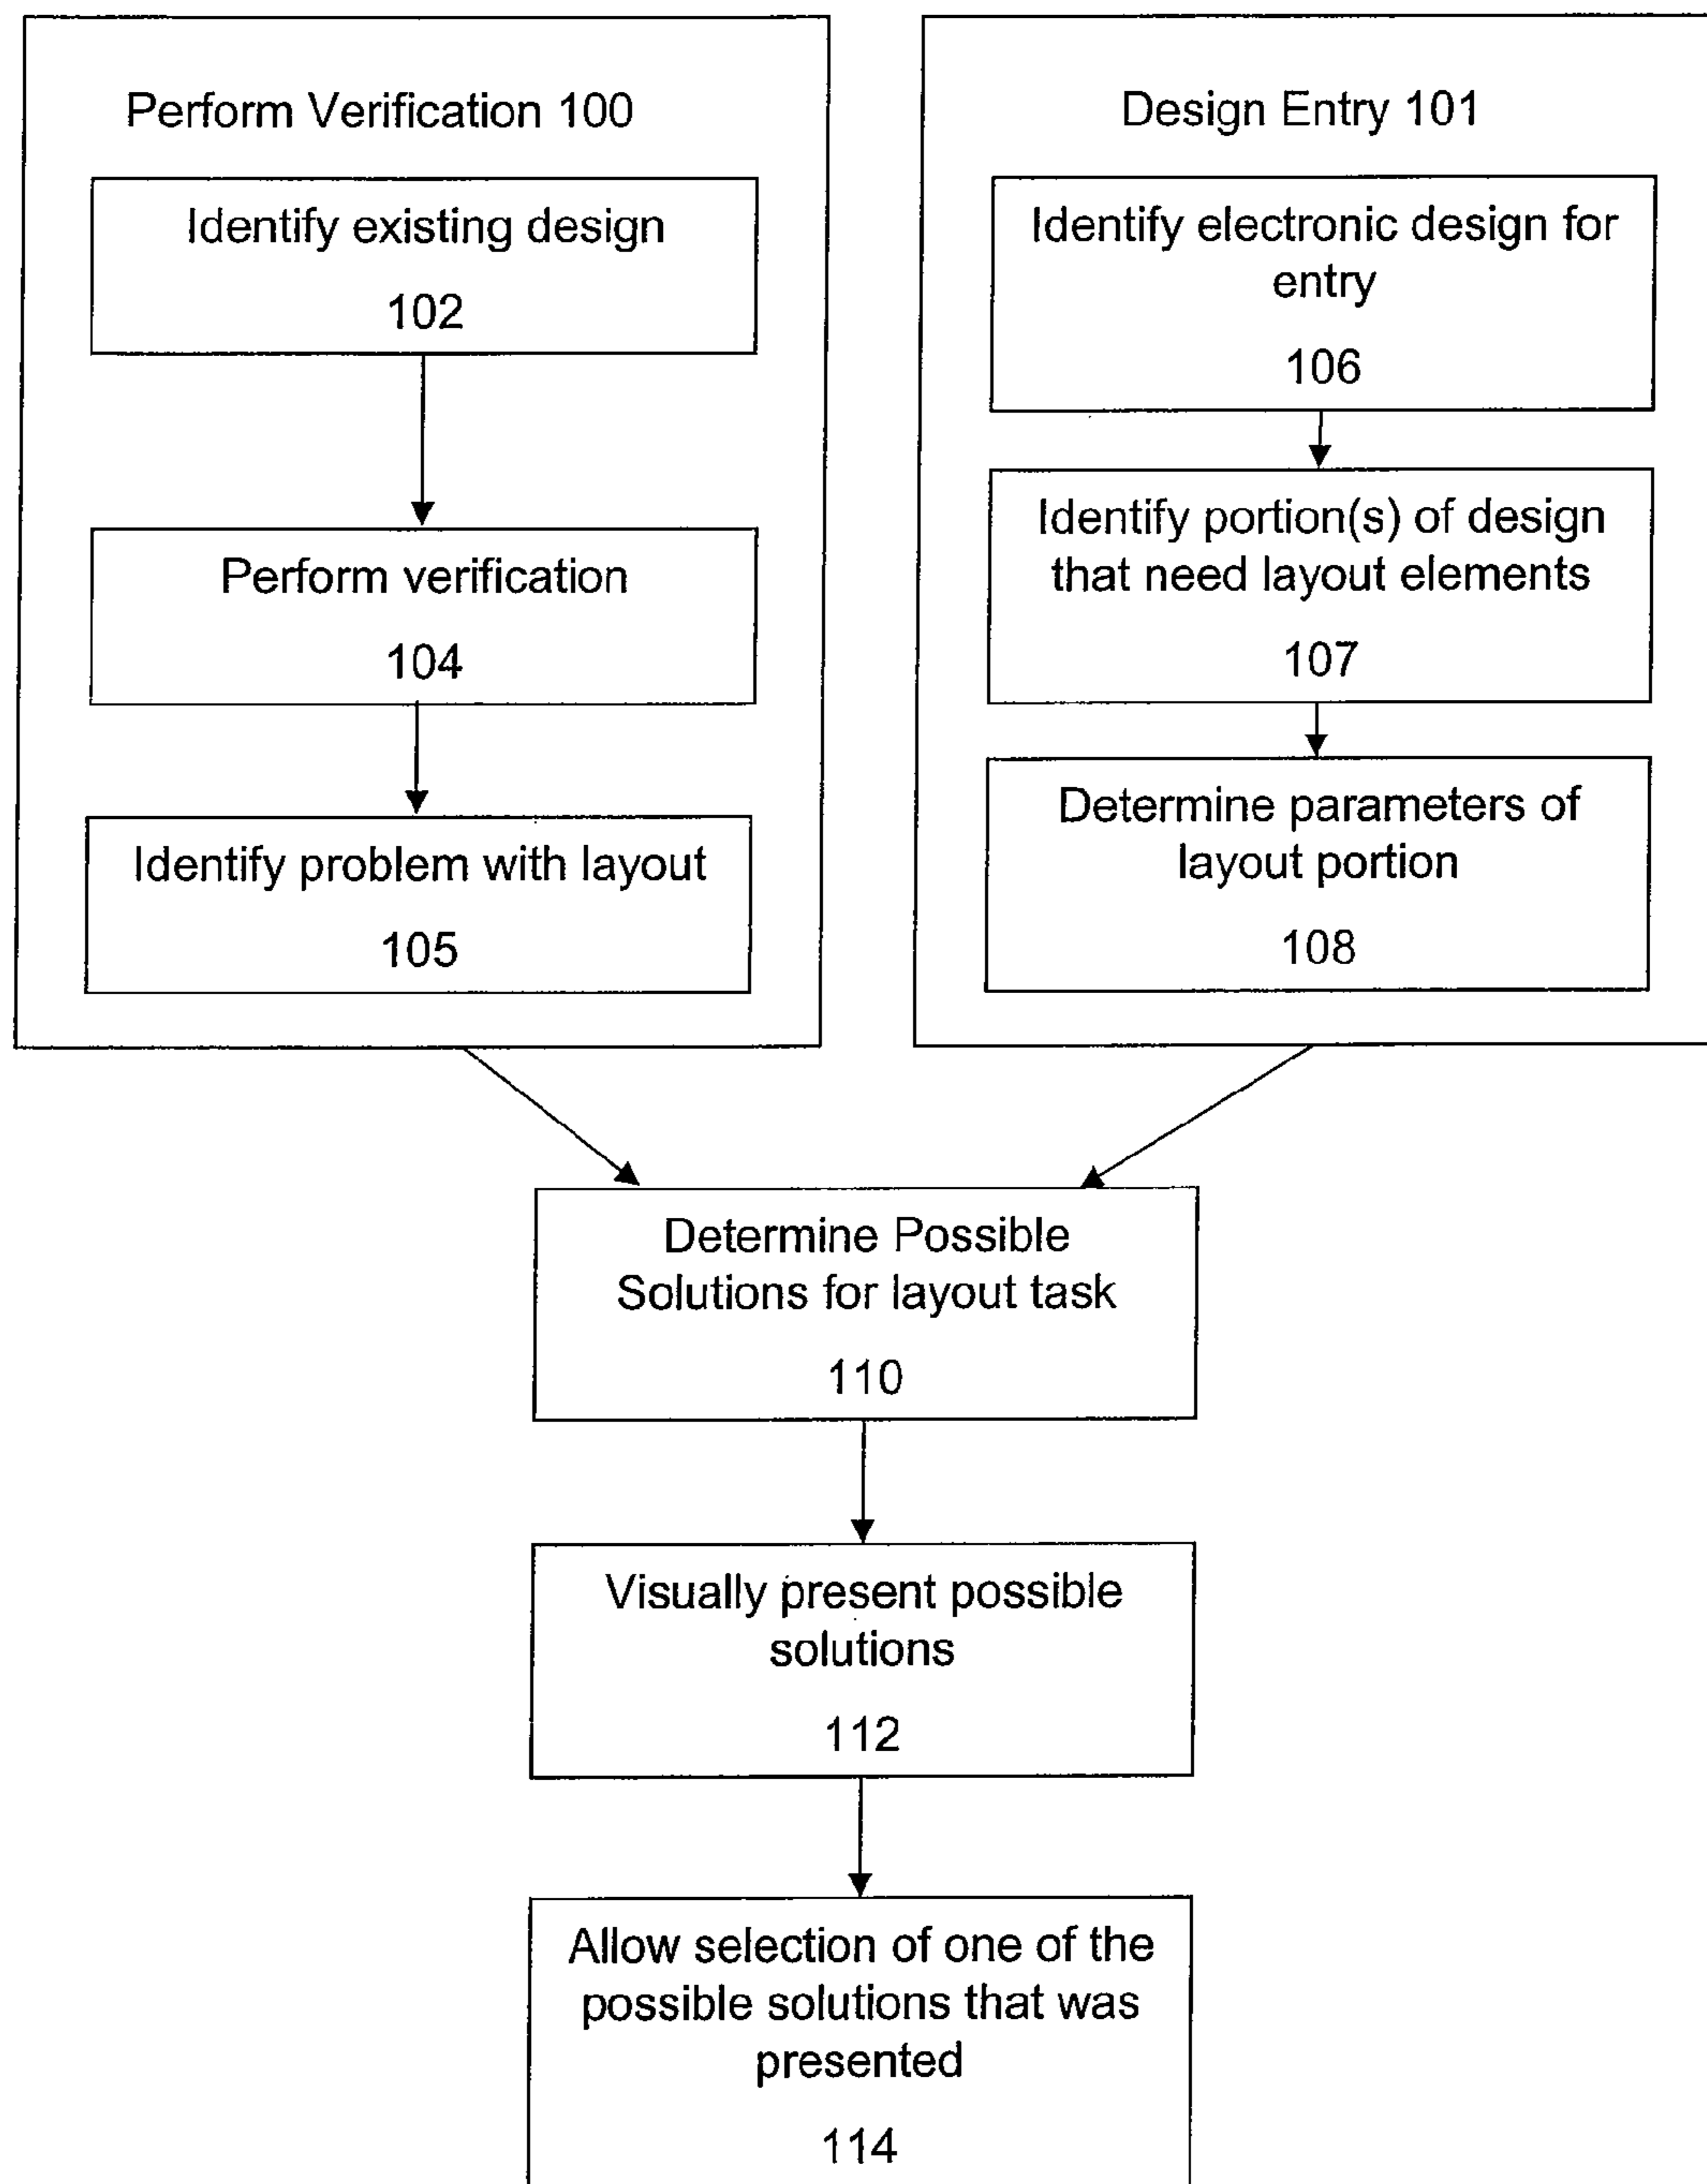 Perform Verification 100
Identify existing design
102
Perform verification
104
Identify problem with layout
105
Design Entry 101
Identify electronic design for
entry
106
Identify portion(s) of design
that need layout elements
107
Determine parameters of
layout portion
108
Determine Possible
Solutions for layout task
110
Visually present possible
solutions
112
Allow selection of one of the
possible solutions that was
presented
114